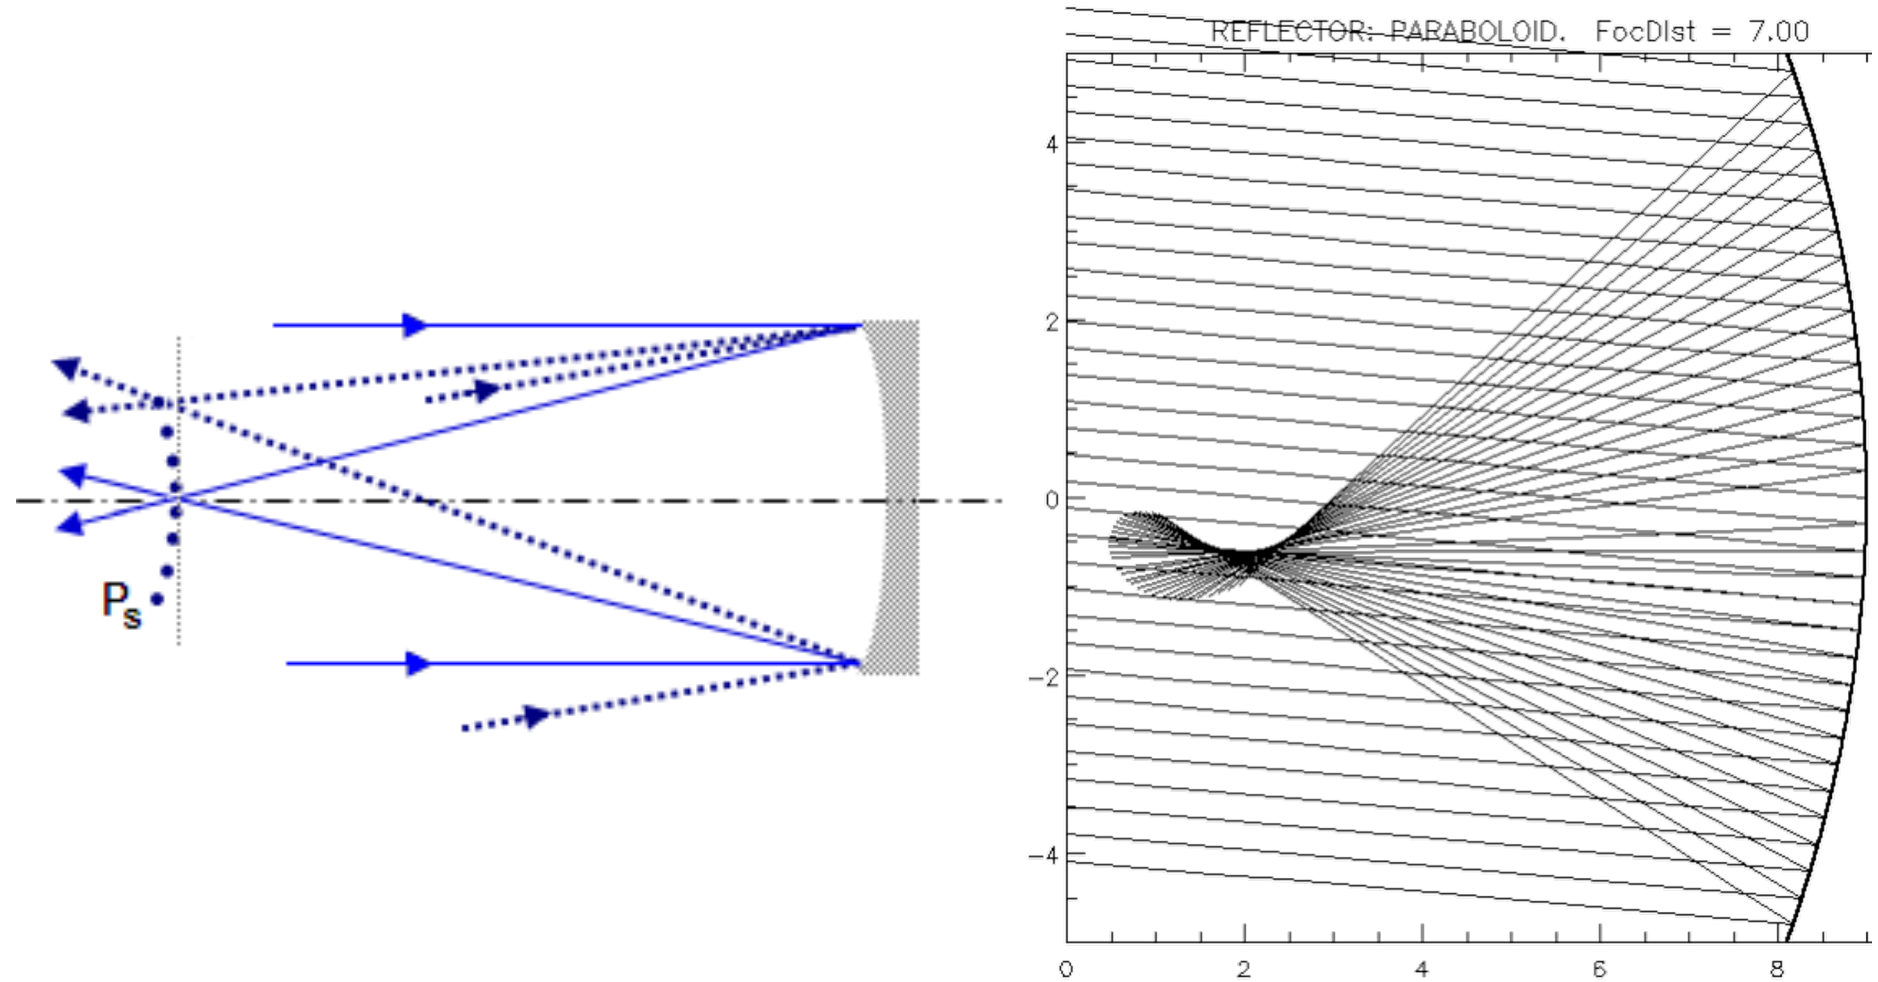 Ps
REFLECTOR: PARABOLOID. FocDIst = 7.00
4
2
0
−2
−4
0 2 4 6 8